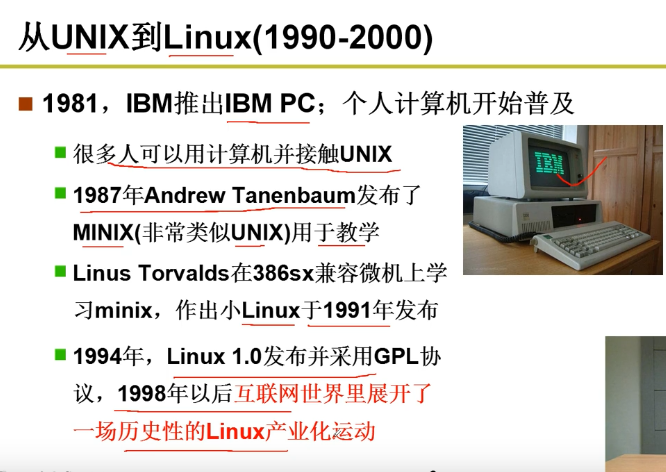 从UNIX到Linux(1990-2000)
1981，IBM推出IBM PC；个人计算机开始普及
很多人可以用计算机并接触UNIX
1987年Andrew Tanenbaum发布了
MINIX(非常类似UNIX)用于教学
Linus Torvalds在386sx兼容微机上学
习minix，作出小Linux于1991年发布
1994年，Linux 1.0发布并采用GPL协
议，1998年以后互联网世界里展开了
一场历史性的Linux产业化运动
IBM